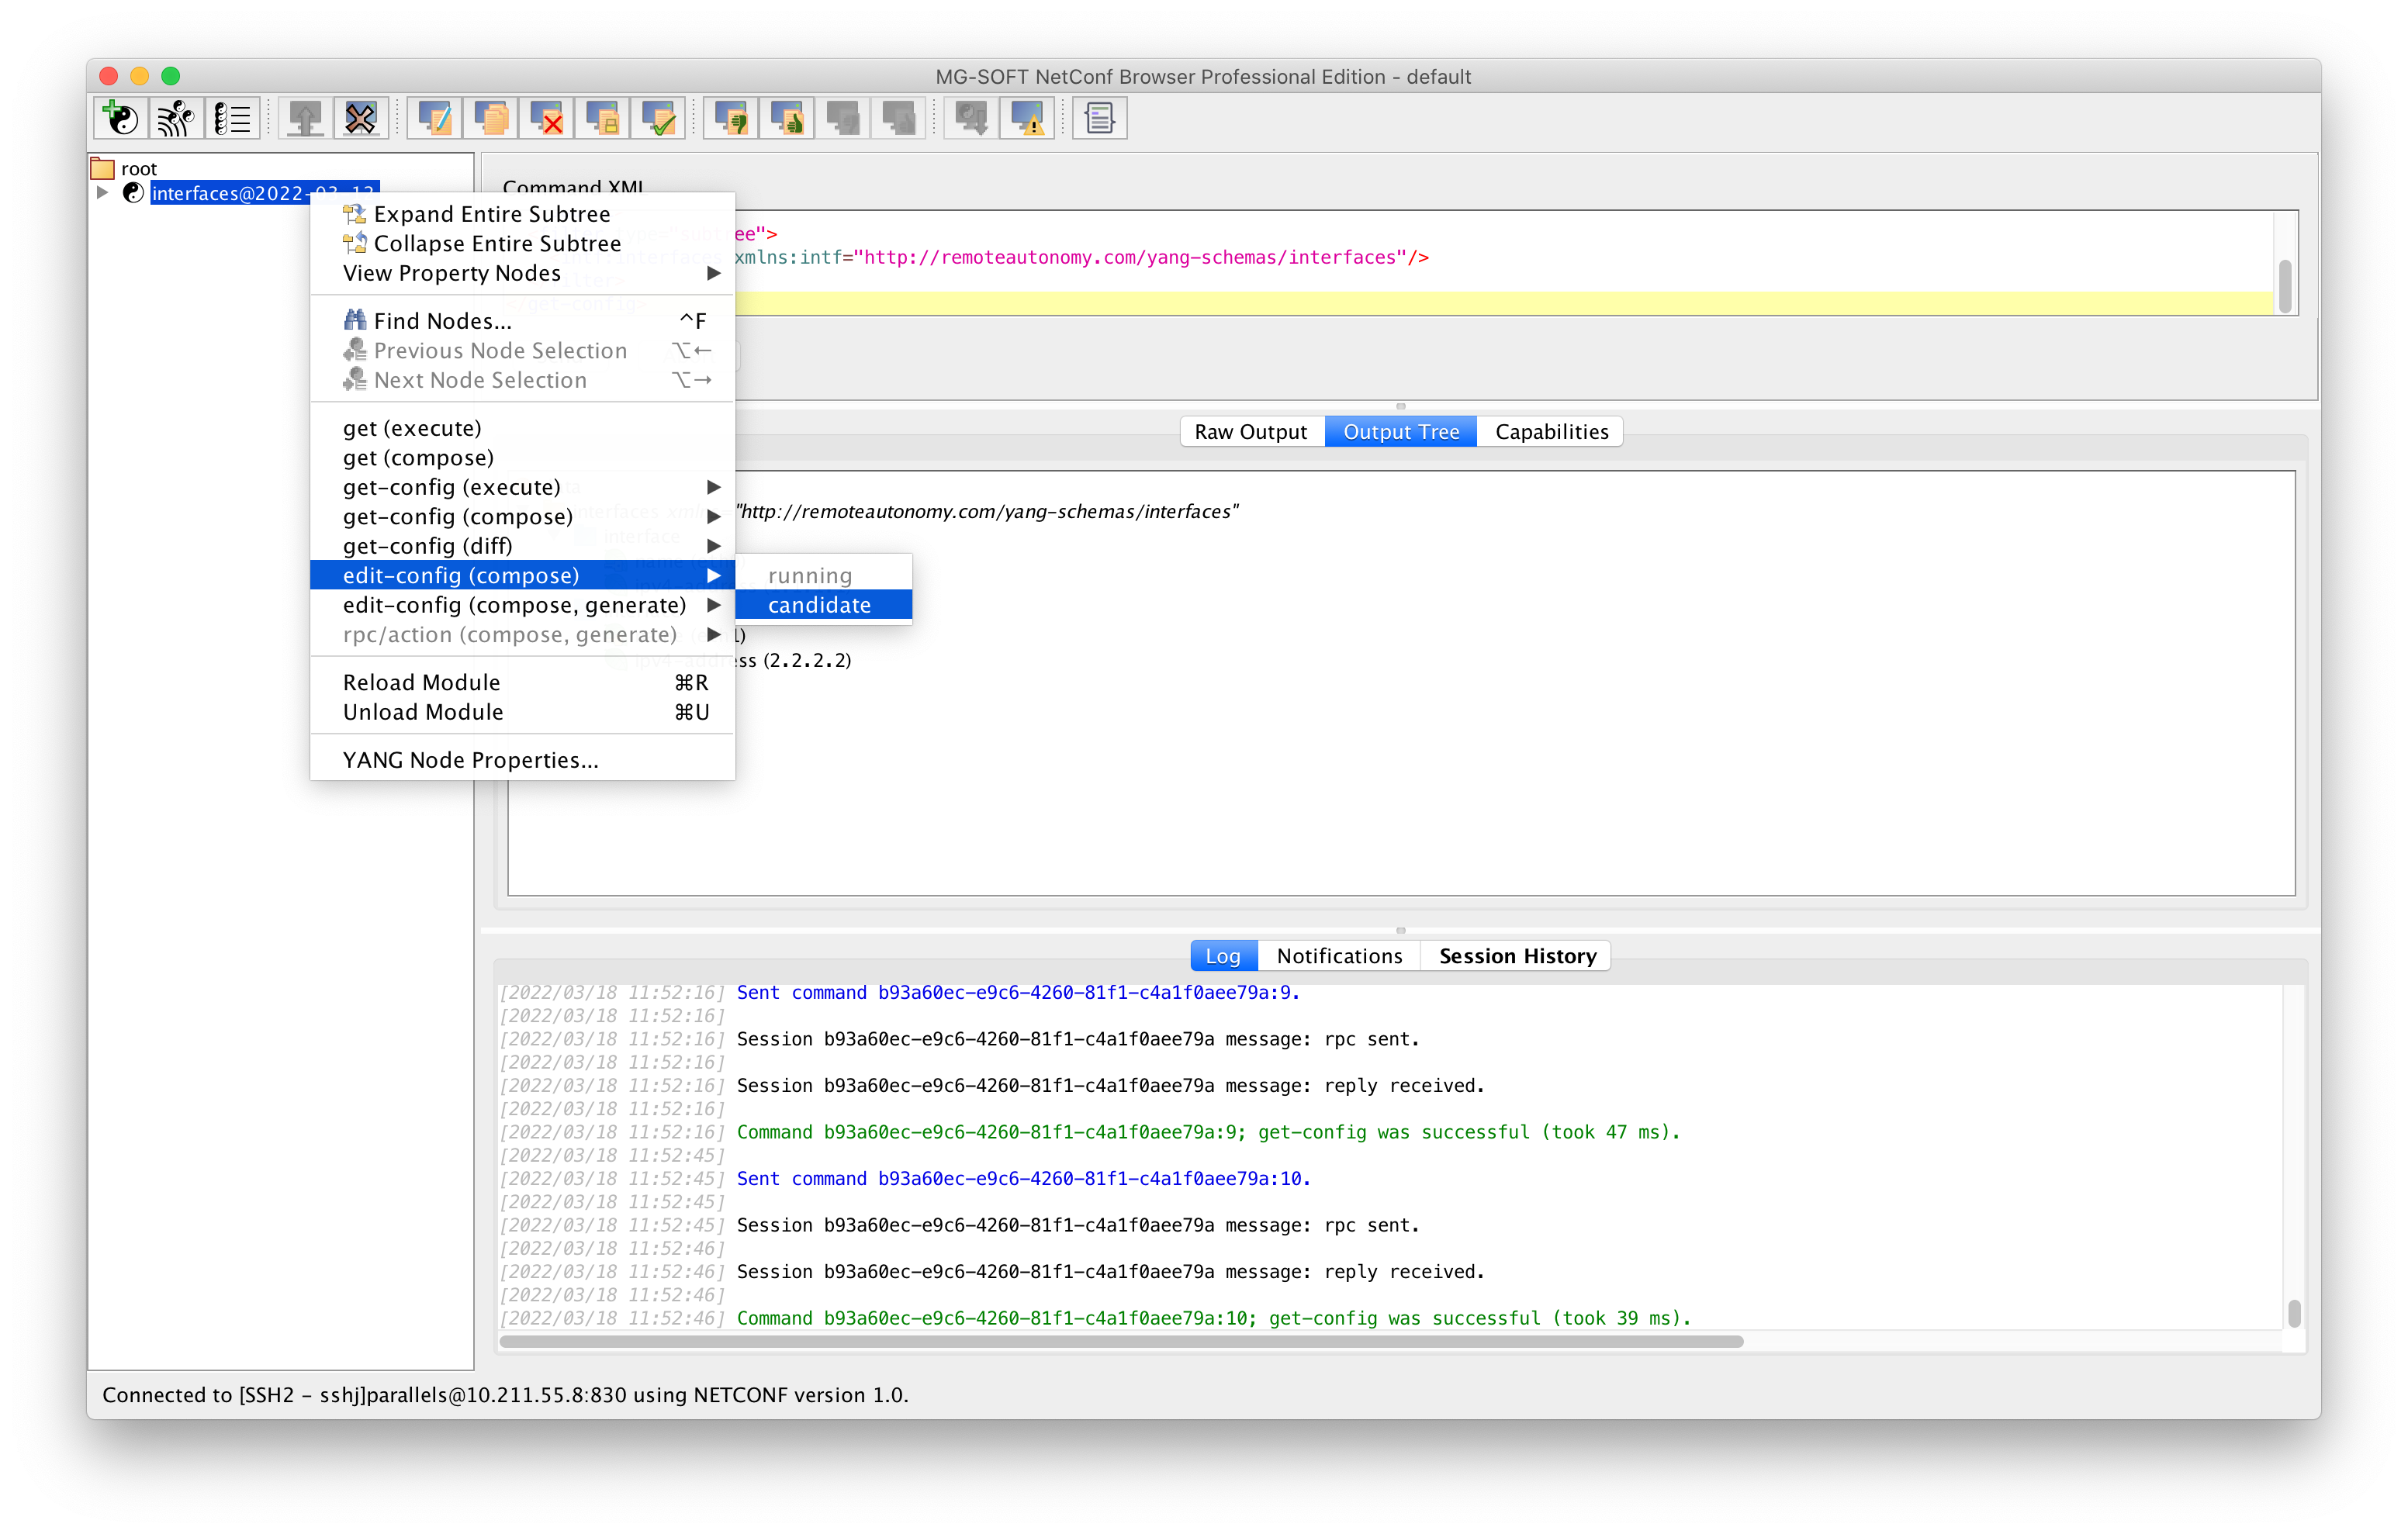 MG-SOFT NetConf Browser Professional Edition - default
root
interfaces@2022-03-13
Command XML
type="subtree">
<intf:interfaces xmlns:intf="http://remoteautonomy.com/yang-schemas/interfaces"/>
</filter>
</get-config>
Expand Entire Subtree
Collapse Entire Subtree
View Property Nodes
Find Nodes... ^F
Previous Node Selection ⌥←
Next Node Selection ⌥→
get (execute)
get (compose)
get-config (execute)
get-config (compose)
get-config (diff)
edit-config (compose)
edit-config (compose, generate)
rpc/action (compose, generate)
Reload Module ⌘R
Unload Module ⌘U
YANG Node Properties...
running
candidate
Raw Output Output Tree Capabilities
interfaces xmlns="http://remoteautonomy.com/yang-schemas/interfaces"
interface
ipv4-address (2.2.2.2)
Log Notifications Session History
[2022/03/18 11:52:16] Sent command b93a60ec-e9c6-4260-81f1-c4a1f0aee79a:9.
[2022/03/18 11:52:16]
[2022/03/18 11:52:16] Session b93a60ec-e9c6-4260-81f1-c4a1f0aee79a message: rpc sent.
[2022/03/18 11:52:16]
[2022/03/18 11:52:16] Session b93a60ec-e9c6-4260-81f1-c4a1f0aee79a message: reply received.
[2022/03/18 11:52:16]
[2022/03/18 11:52:16] Command b93a60ec-e9c6-4260-81f1-c4a1f0aee79a:9; get-config was successful (took 47 ms).
[2022/03/18 11:52:45]
[2022/03/18 11:52:45] Sent command b93a60ec-e9c6-4260-81f1-c4a1f0aee79a:10.
[2022/03/18 11:52:45]
[2022/03/18 11:52:45] Session b93a60ec-e9c6-4260-81f1-c4a1f0aee79a message: rpc sent.
[2022/03/18 11:52:46]
[2022/03/18 11:52:46] Session b93a60ec-e9c6-4260-81f1-c4a1f0aee79a message: reply received.
[2022/03/18 11:52:46]
[2022/03/18 11:52:46] Command b93a60ec-e9c6-4260-81f1-c4a1f0aee79a:10; get-config was successful (took 39 ms).
Connected to [SSH2 - sshj]parallels@10.211.55.8:830 using NETCONF version 1.0.